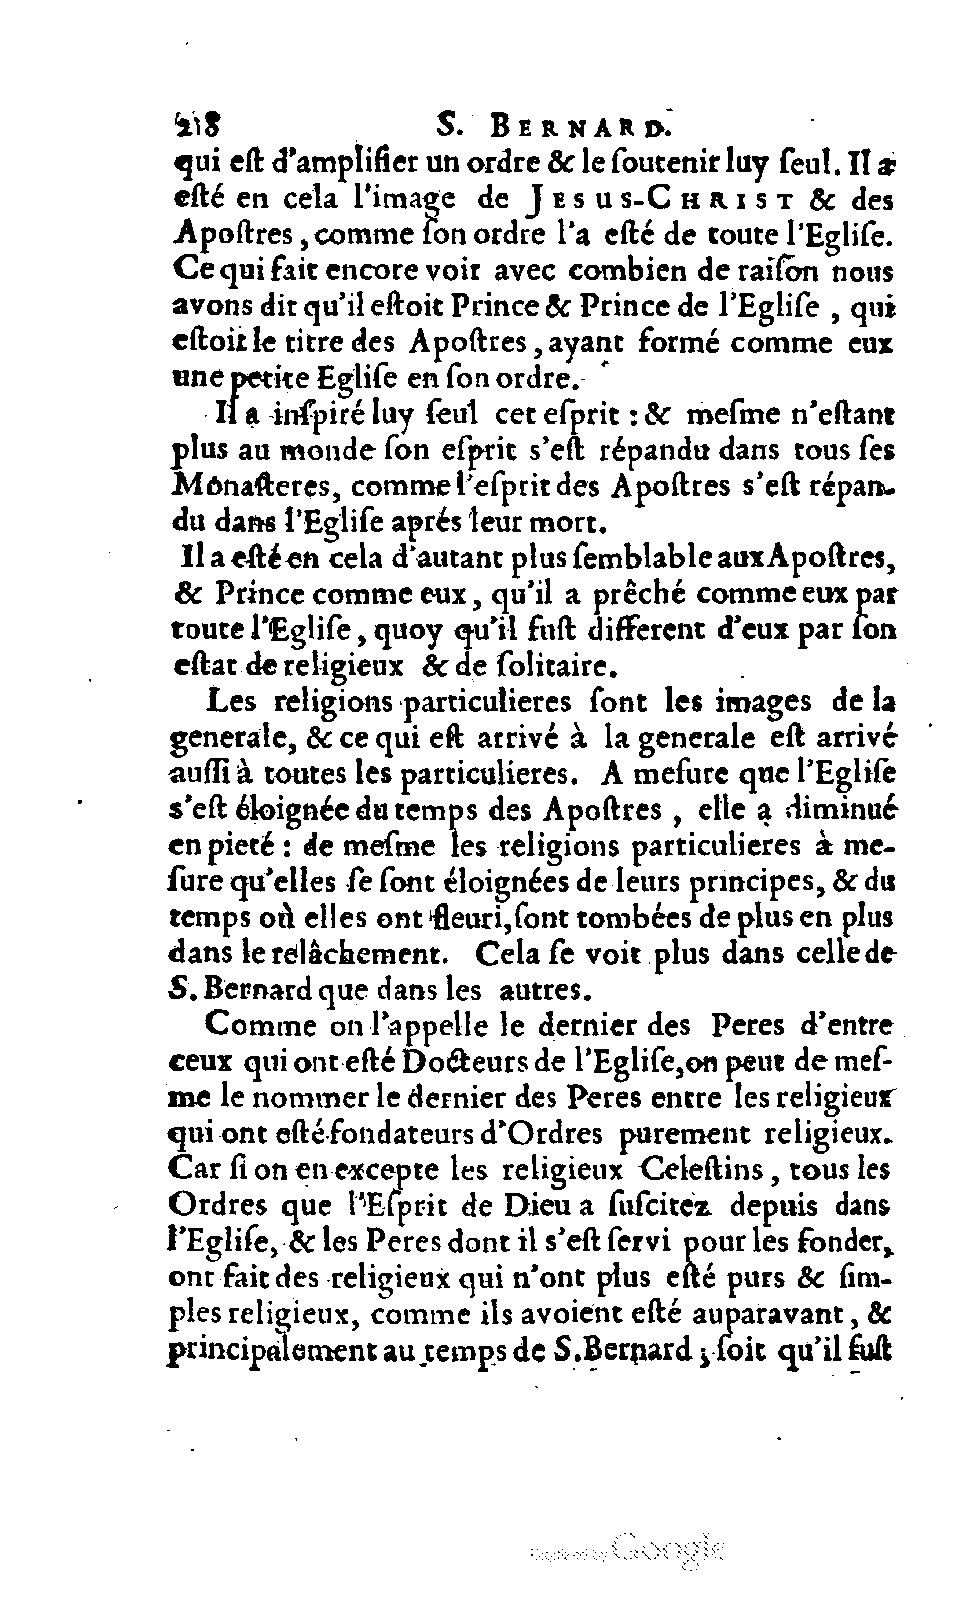 218 S. BERNARD.
qui eſt d'amplifier un ordre & le ſoutenir luy ſeul. Il a
eſté en cela l'image de JESUS-CHRIST & des
Apoſtres, comme ſon ordre l'a eſté de toute l'Egliſe.
Ce qui fait encore voir avec combien de raiſon nous
avons dit qu'il eſtoit Prince & Prince de l'Egliſe, qui
eſtoit le titre des Apoſtres, ayant formé comme eux
une petite Egliſe en ſon ordre.
Il a inſpiré luy ſeul cet eſprit : & meſme n'eſtant
plus au monde ſon eſprit s'eſt répandu dans tous ſes
Monaſteres, comme l'eſprit des Apoſtres s'eſt répan-
du dans l'Egliſe aprés leur mort.
Il a eſté en cela d'autant plus ſemblable aux Apoſtres,
& Prince comme eux, qu'il a prêché comme eux par
toute l'Egliſe, quoy qu'il fuſt different d'eux par ſon
eſtat de religieux & de ſolitaire.
Les religions particulieres ſont les images de la
generale, & ce qui eſt arrivé à la generale eſt arrivé
auſſi à toutes les particulieres. A meſure que l'Egliſe
s'eſt éloignée du temps des Apoſtres, elle a diminué
en pieté : de meſme les religions particulieres à me-
ſure qu'elles ſe ſont éloignées de leurs principes, & du
temps où elles ont fleuri, ſont tombées de plus en plus
dans le relâchement. Cela ſe voit plus dans celle de
S. Bernard que dans les autres.
Comme on l'appelle le dernier des Peres d'entre
ceux qui ont eſté Docteurs de l'Egliſe, on peut de meſ-
me le nommer le dernier des Peres entre les religieux
qui ont eſté fondateurs d'Ordres purement religieux.
Car ſi on en excepte les religieux Celeſtins, tous les
Ordres que l'Eſprit de Dieu a ſuſcitez depuis dans
l'Egliſe, & les Peres dont il s'eſt ſervi pour les fonder,
ont fait des religieux qui n'ont plus eſté purs & ſim-
ples religieux, comme ils avoient eſté auparavant, &
principalement au temps de S. Bernard ; ſoit qu'il fuſt
Google